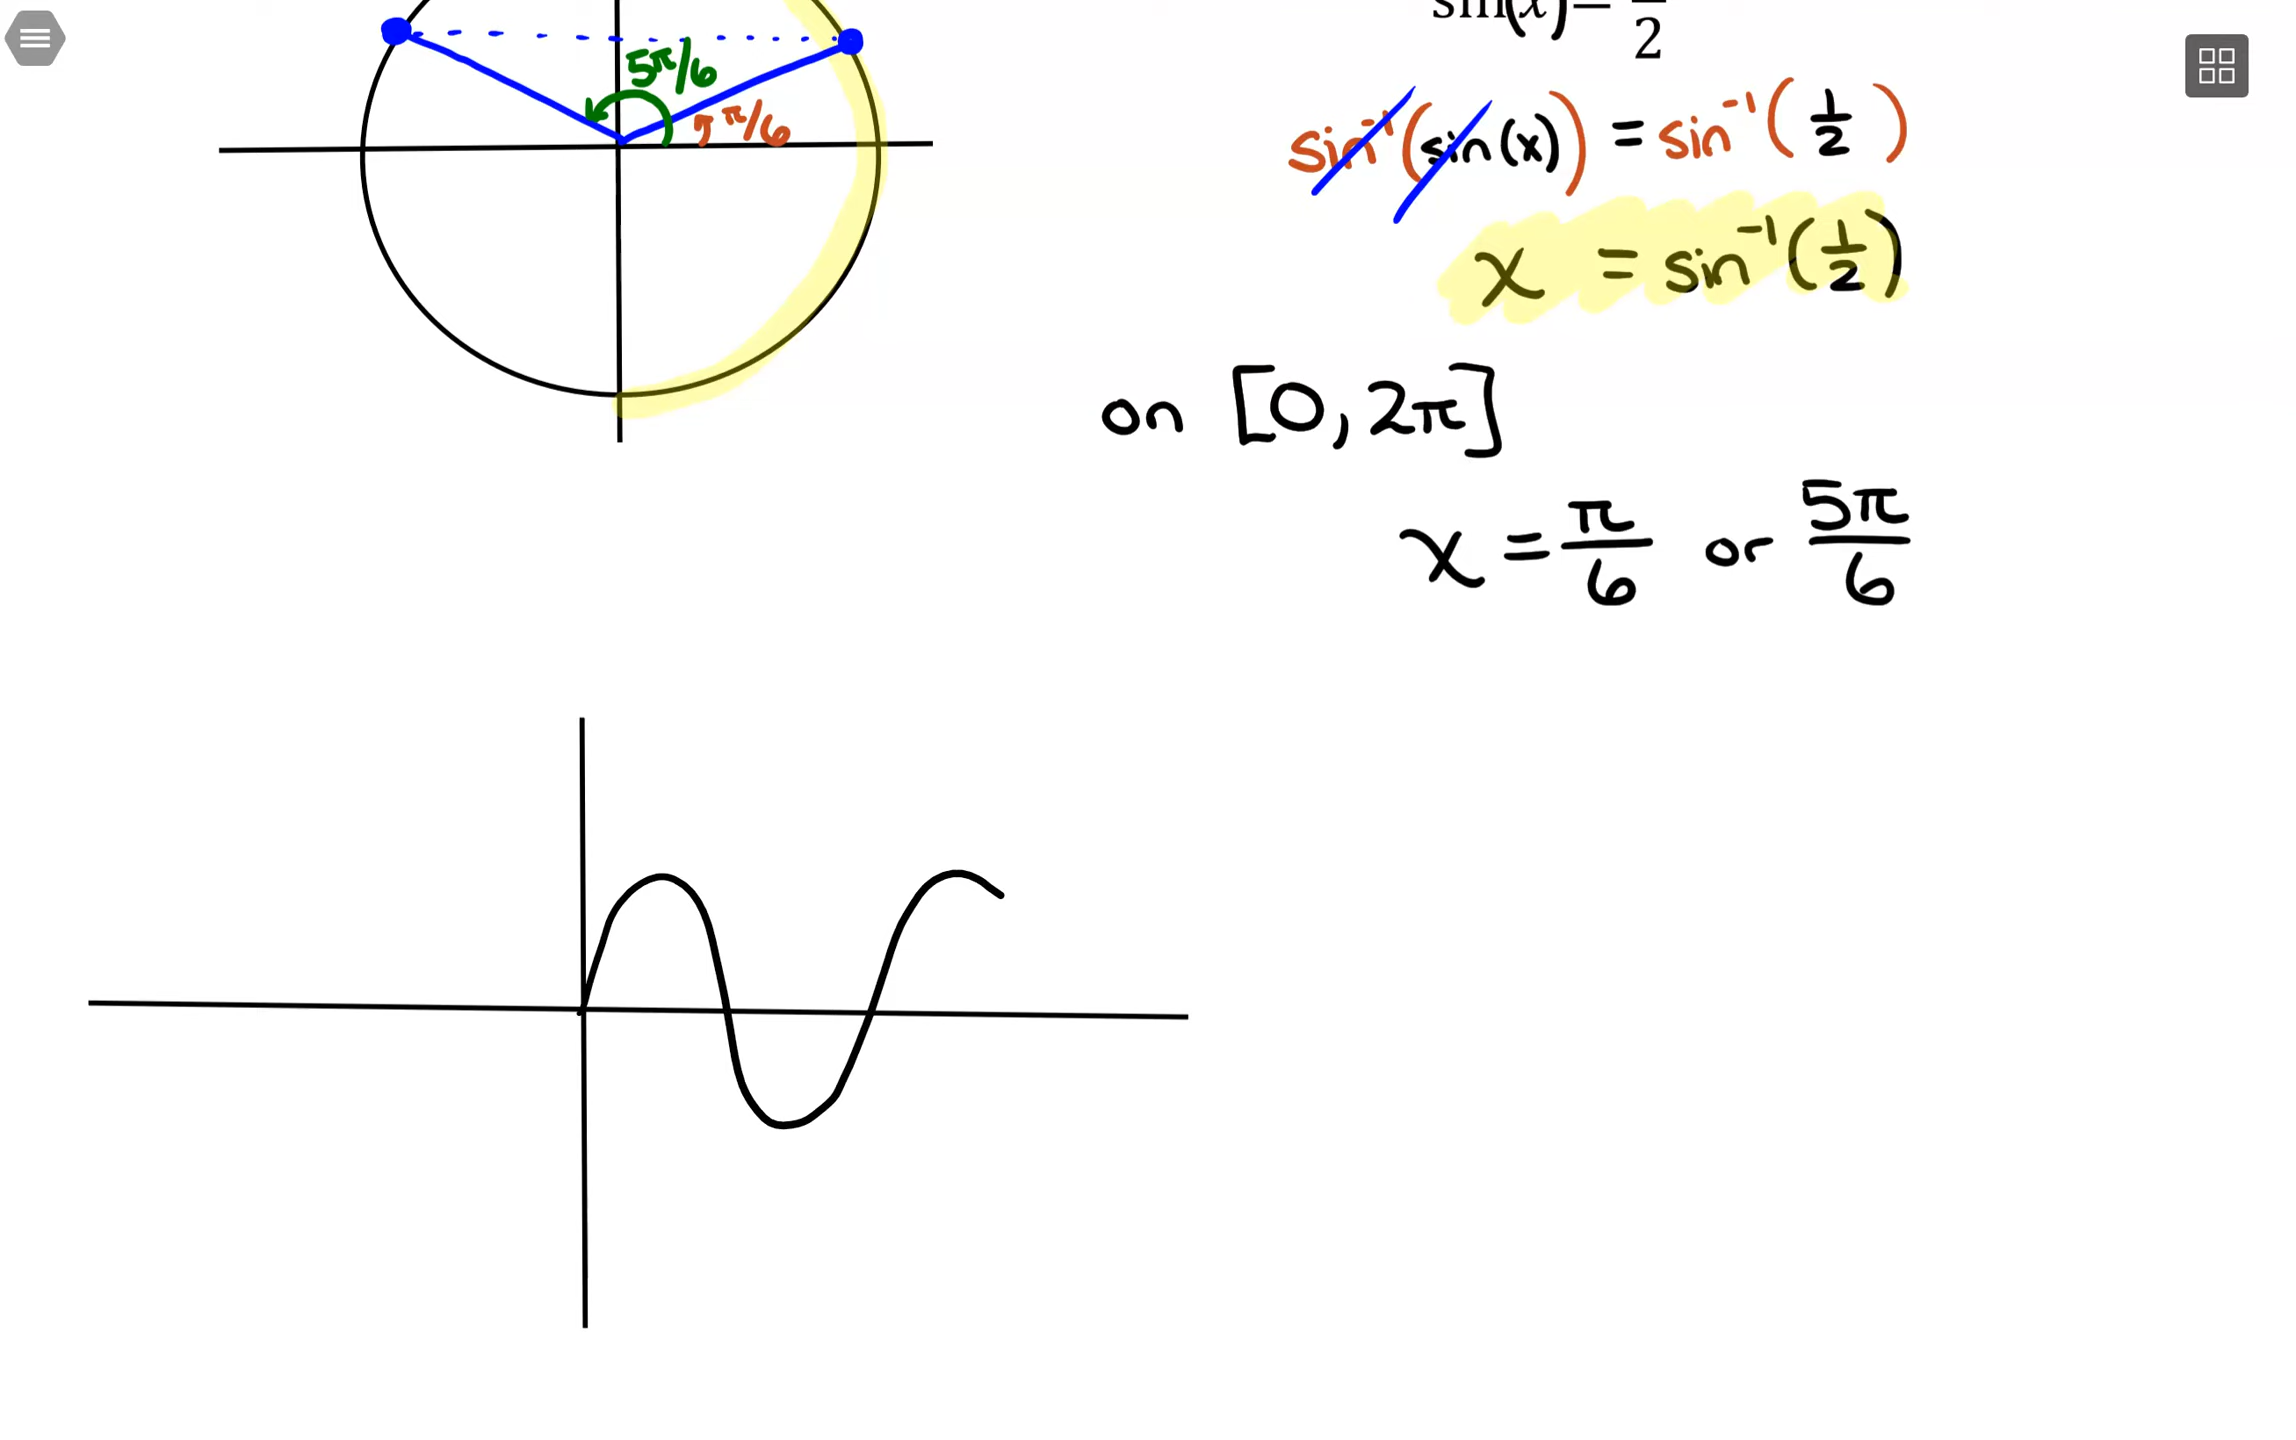 sin(x)=
2
5π/6
π/6
sin⁻¹(sin(x)) = sin⁻¹(1/2)
x = sin⁻¹(1/2)
on [0, 2π]
x = π/6 or 5π/6